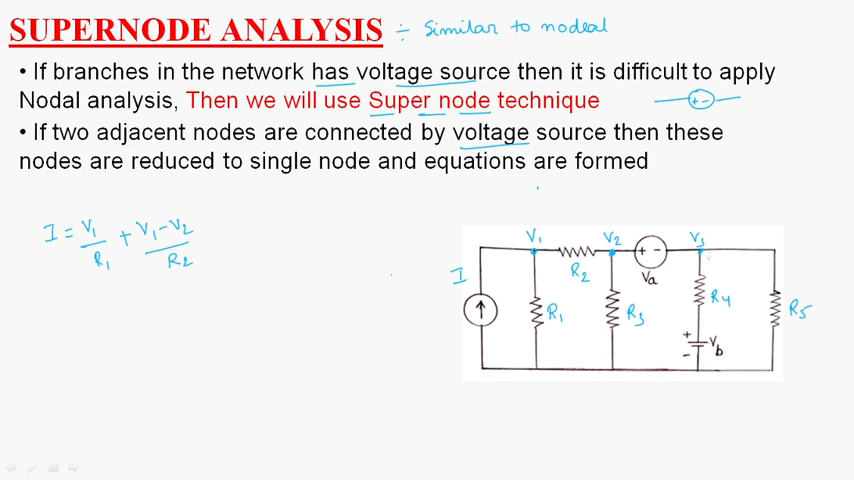 SUPERNODE ANALYSIS ÷ Similar to nodeal
• If branches in the network has voltage source then it is difficult to apply
Nodal analysis, Then we will use Super node technique
+ -
• If two adjacent nodes are connected by voltage source then these
nodes are reduced to single node and equations are formed
I = V1/R1 + V1-V2/R2
V1 V2 V3
+ -
I R2 Va
R1 R3 R4 R5
+
- Vb